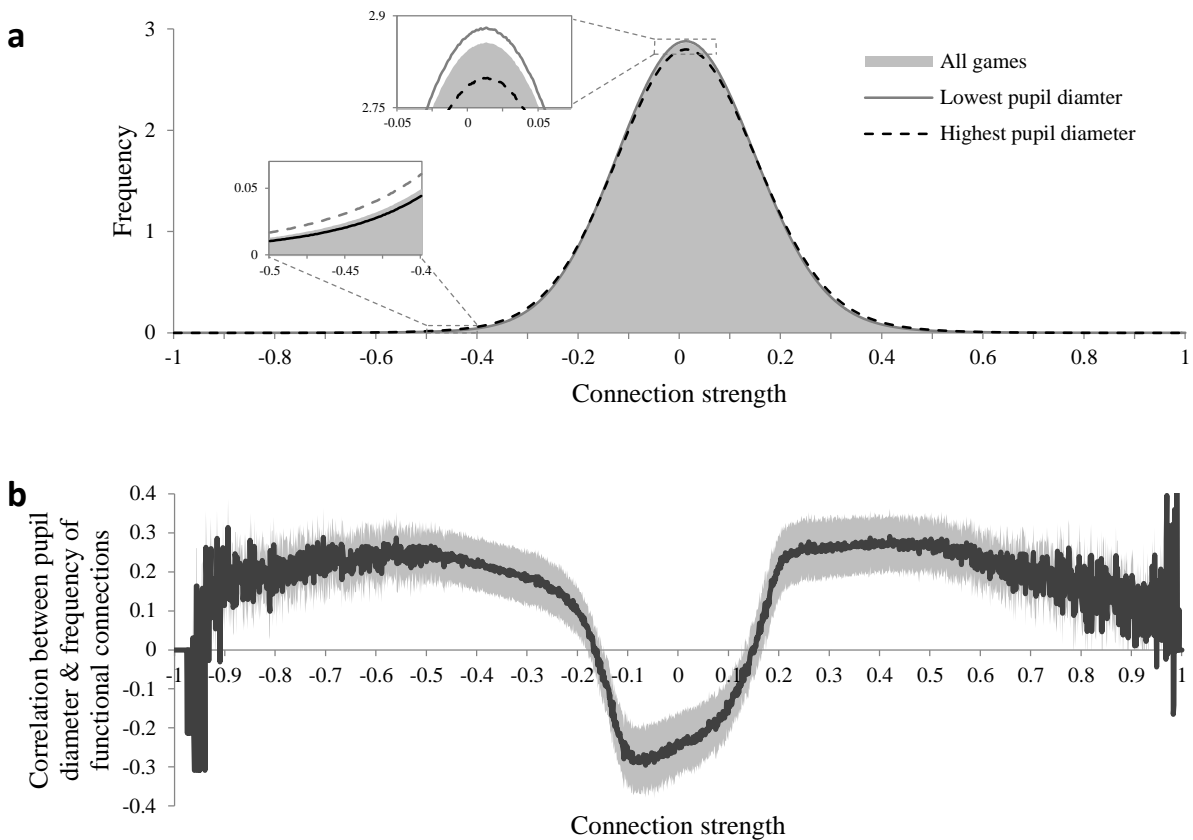 a
Frequency
3
2
1
0
2.9
2.75
-0.05
0
0.05
0.05
0
-0.5
-0.45
-0.4
All games
Lowest pupil diamter
Highest pupil diameter
-1
-0.8
-0.6
-0.4
-0.2
0
0.2
0.4
0.6
0.8
1
Connection strength
b
Correlation between pupil
diameter & frequency of
functional connections
0.4
0.3
0.2
0.1
0
-0.1
-0.2
-0.3
-0.4
-1 -0.9 -0.8 -0.7 -0.6 -0.5 -0.4 -0.3 -0.2 -0.1 0 0.1 0.2 0.3 0.4 0.5 0.6 0.7 0.8 0.9 1
Connection strength